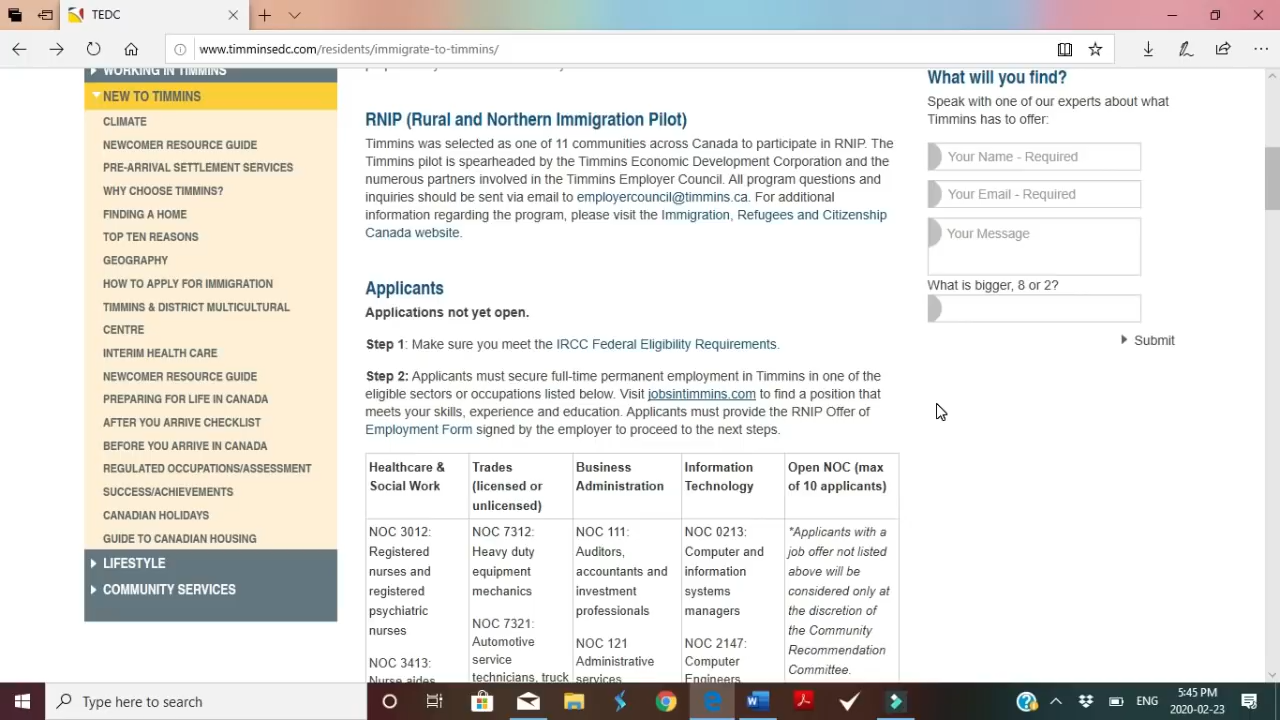 TEDC
www.timminsedc.com/residents/immigrate-to-timmins/
WORKING IN TIMMINS
NEW TO TIMMINS
CLIMATE
NEWCOMER RESOURCE GUIDE
PRE-ARRIVAL SETTLEMENT SERVICES
WHY CHOOSE TIMMINS?
FINDING A HOME
TOP TEN REASONS
GEOGRAPHY
HOW TO APPLY FOR IMMIGRATION
TIMMINS & DISTRICT MULTICULTURAL
CENTRE
INTERIM HEALTH CARE
NEWCOMER RESOURCE GUIDE
PREPARING FOR LIFE IN CANADA
AFTER YOU ARRIVE CHECKLIST
BEFORE YOU ARRIVE IN CANADA
REGULATED OCCUPATIONS/ASSESSMENT
SUCCESS/ACHIEVEMENTS
CANADIAN HOLIDAYS
GUIDE TO CANADIAN HOUSING
LIFESTYLE
COMMUNITY SERVICES
RNIP (Rural and Northern Immigration Pilot)
Timmins was selected as one of 11 communities across Canada to participate in RNIP. The
Timmins pilot is spearheaded by the Timmins Economic Development Corporation and the
numerous partners involved in the Timmins Employer Council. All program questions and
inquiries should be sent via email to employercouncil@timmins.ca. For additional
information regarding the program, please visit the Immigration, Refugees and Citizenship
Canada website.
Applicants
Applications not yet open.
Step 1: Make sure you meet the IRCC Federal Eligibility Requirements.
Step 2: Applicants must secure full-time permanent employment in Timmins in one of the
eligible sectors or occupations listed below. Visit jobsintimmins.com to find a position that
meets your skills, experience and education. Applicants must provide the RNIP Offer of
Employment Form signed by the employer to proceed to the next steps.
Healthcare &
Social Work
NOC 3012:
Registered
nurses and
registered
psychiatric
nurses
NOC 3413:
Nurse aides
Trades
(licensed or
unlicensed)
NOC 7312:
Heavy duty
equipment
mechanics
NOC 7321:
Automotive
service
technicians, truck
Business
Administration
NOC 111:
Auditors,
accountants and
investment
professionals
NOC 121
Administrative
services
Information
Technology
NOC 0213:
Computer and
information
systems
managers
NOC 2147:
Computer
Engineers
Open NOC (max
of 10 applicants)
*Applicants with a
job offer not listed
above will be
considered only at
the discretion of
the Community
Recommendation
Committee.
What will you find?
Speak with one of our experts about what
Timmins has to offer:
Your Name - Required
Your Email - Required
Your Message
What is bigger, 8 or 2?
Submit
Type here to search
ENG
5:45 PM
2020-02-23